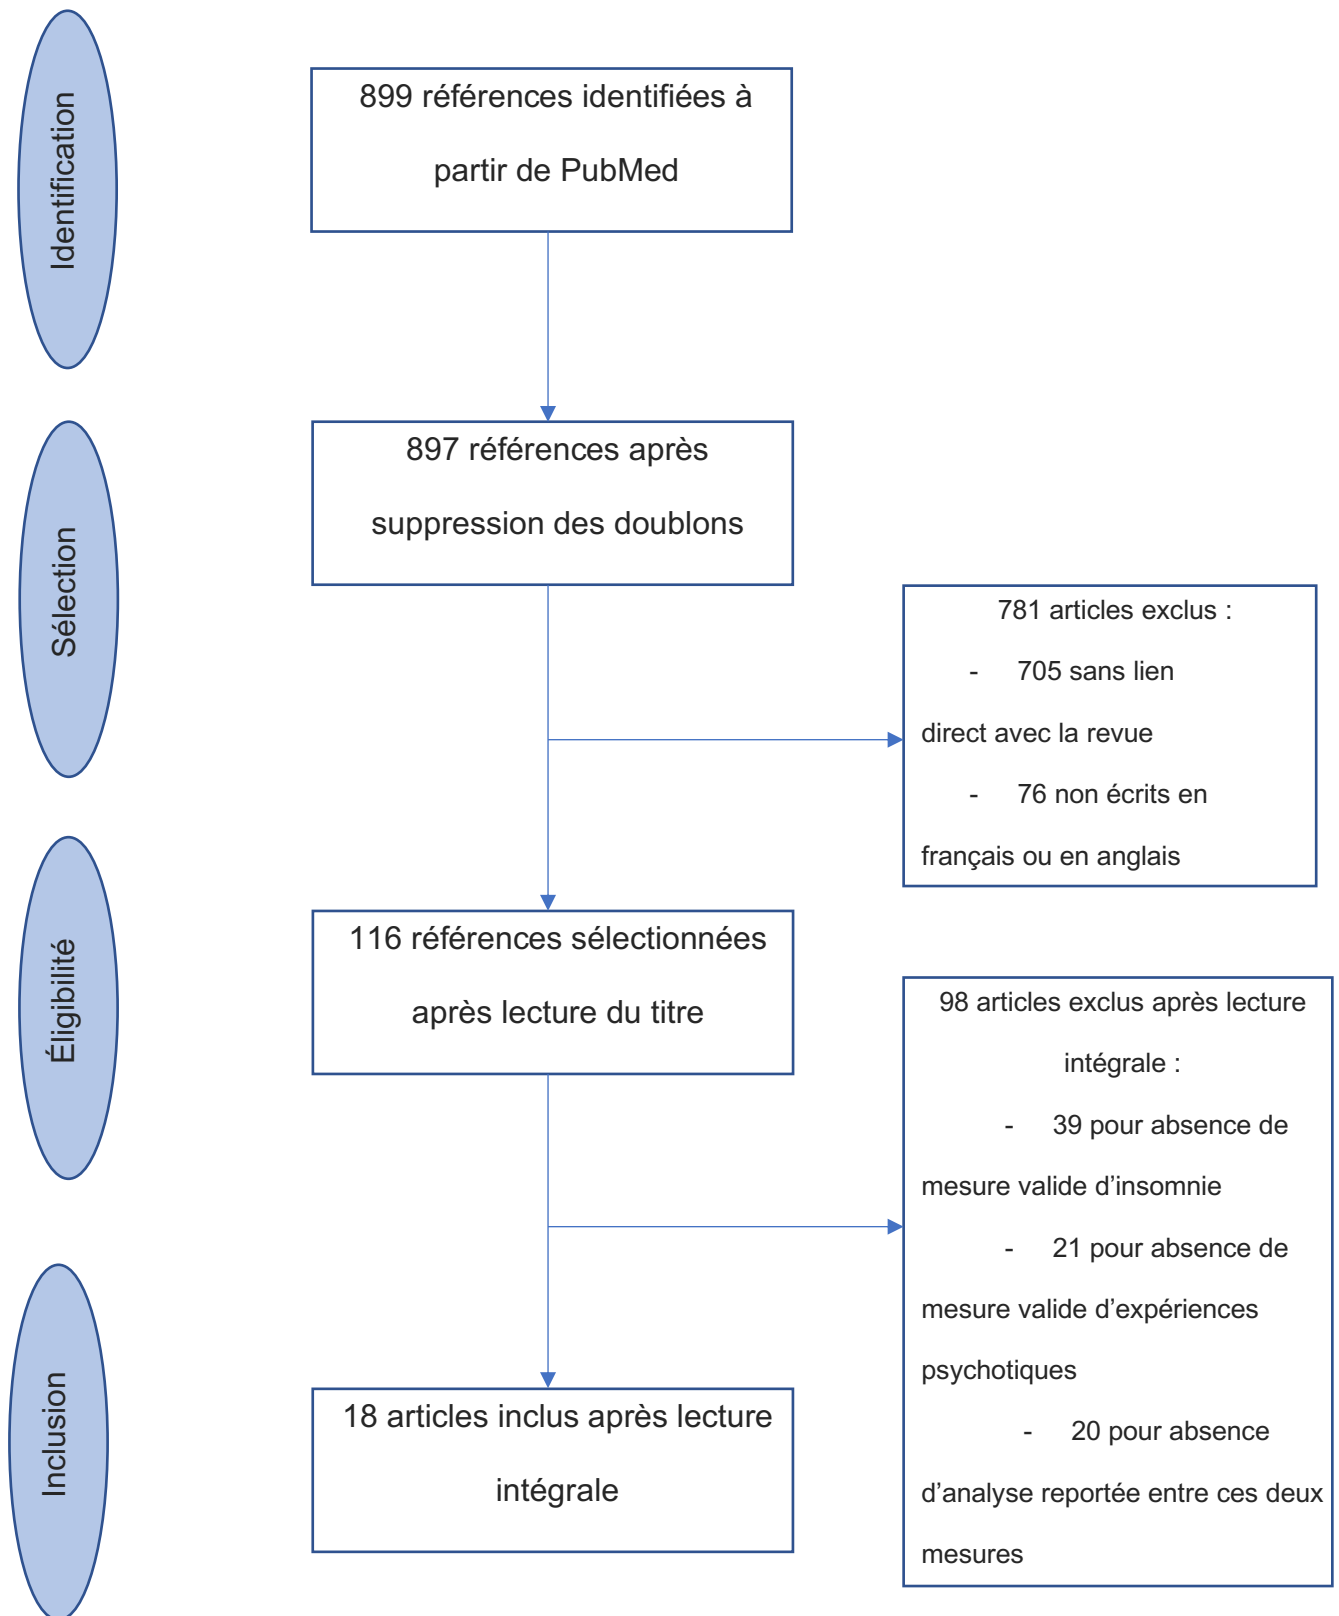 Identification
899 références identifiées à
partir de PubMed
Sélection
897 références après
suppression des doublons
781 articles exclus :
- 705 sans lien
direct avec la revue
- 76 non écrits en
français ou en anglais
Éligibilité
116 références sélectionnées
après lecture du titre
98 articles exclus après lecture
intégrale :
- 39 pour absence de
mesure valide d’insomnie
- 21 pour absence de
mesure valide d’expériences
psychotiques
- 20 pour absence
d’analyse reportée entre ces deux
mesures
Inclusion
18 articles inclus après lecture
intégrale